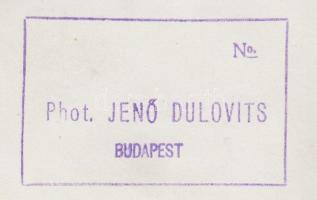 No.
Phot. JENŐ DULOVITS
BUDAPEST